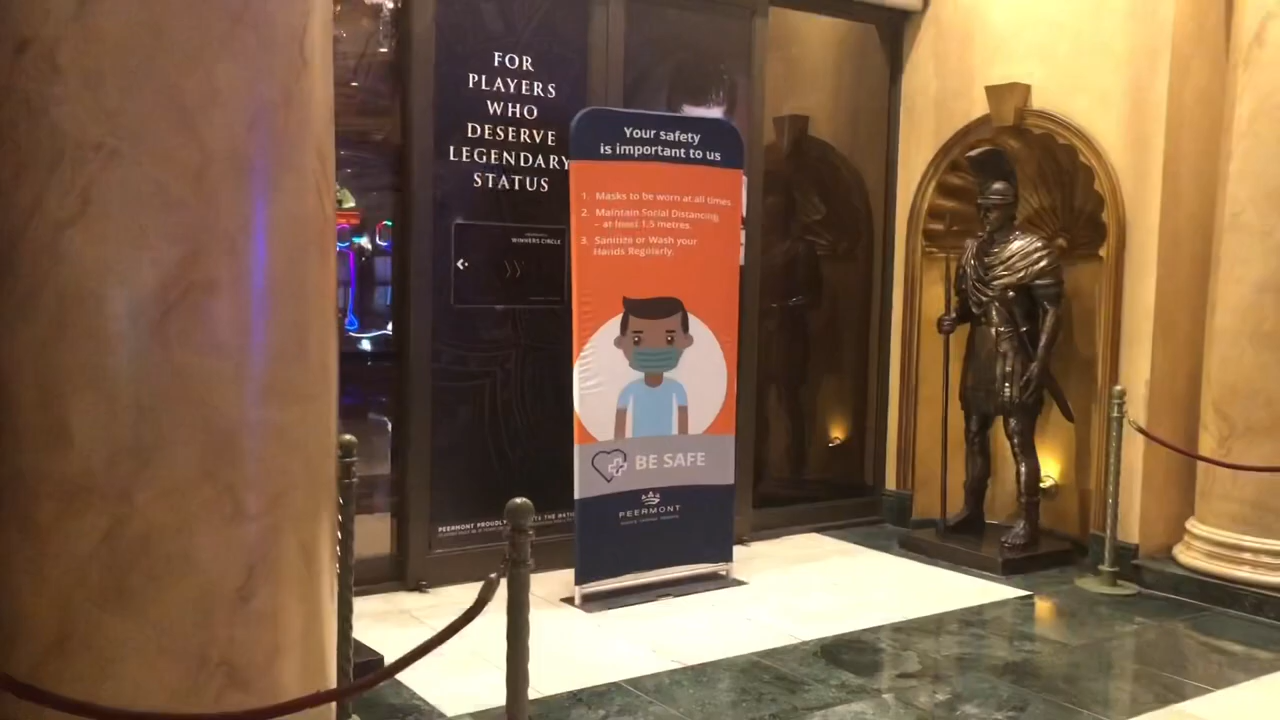 FOR
PLAYERS
WHO
DESERVE
LEGENDARY
STATUS
WINNERS CIRCLE
PEERMONT PROUDLY
Your safety
is important to us
1. Masks to be worn at all times
2. Maintain Social Distancing
– at least 1,5 metres.
3. Sanitize or Wash your
Hands Regularly.
BE SAFE
PEERMONT